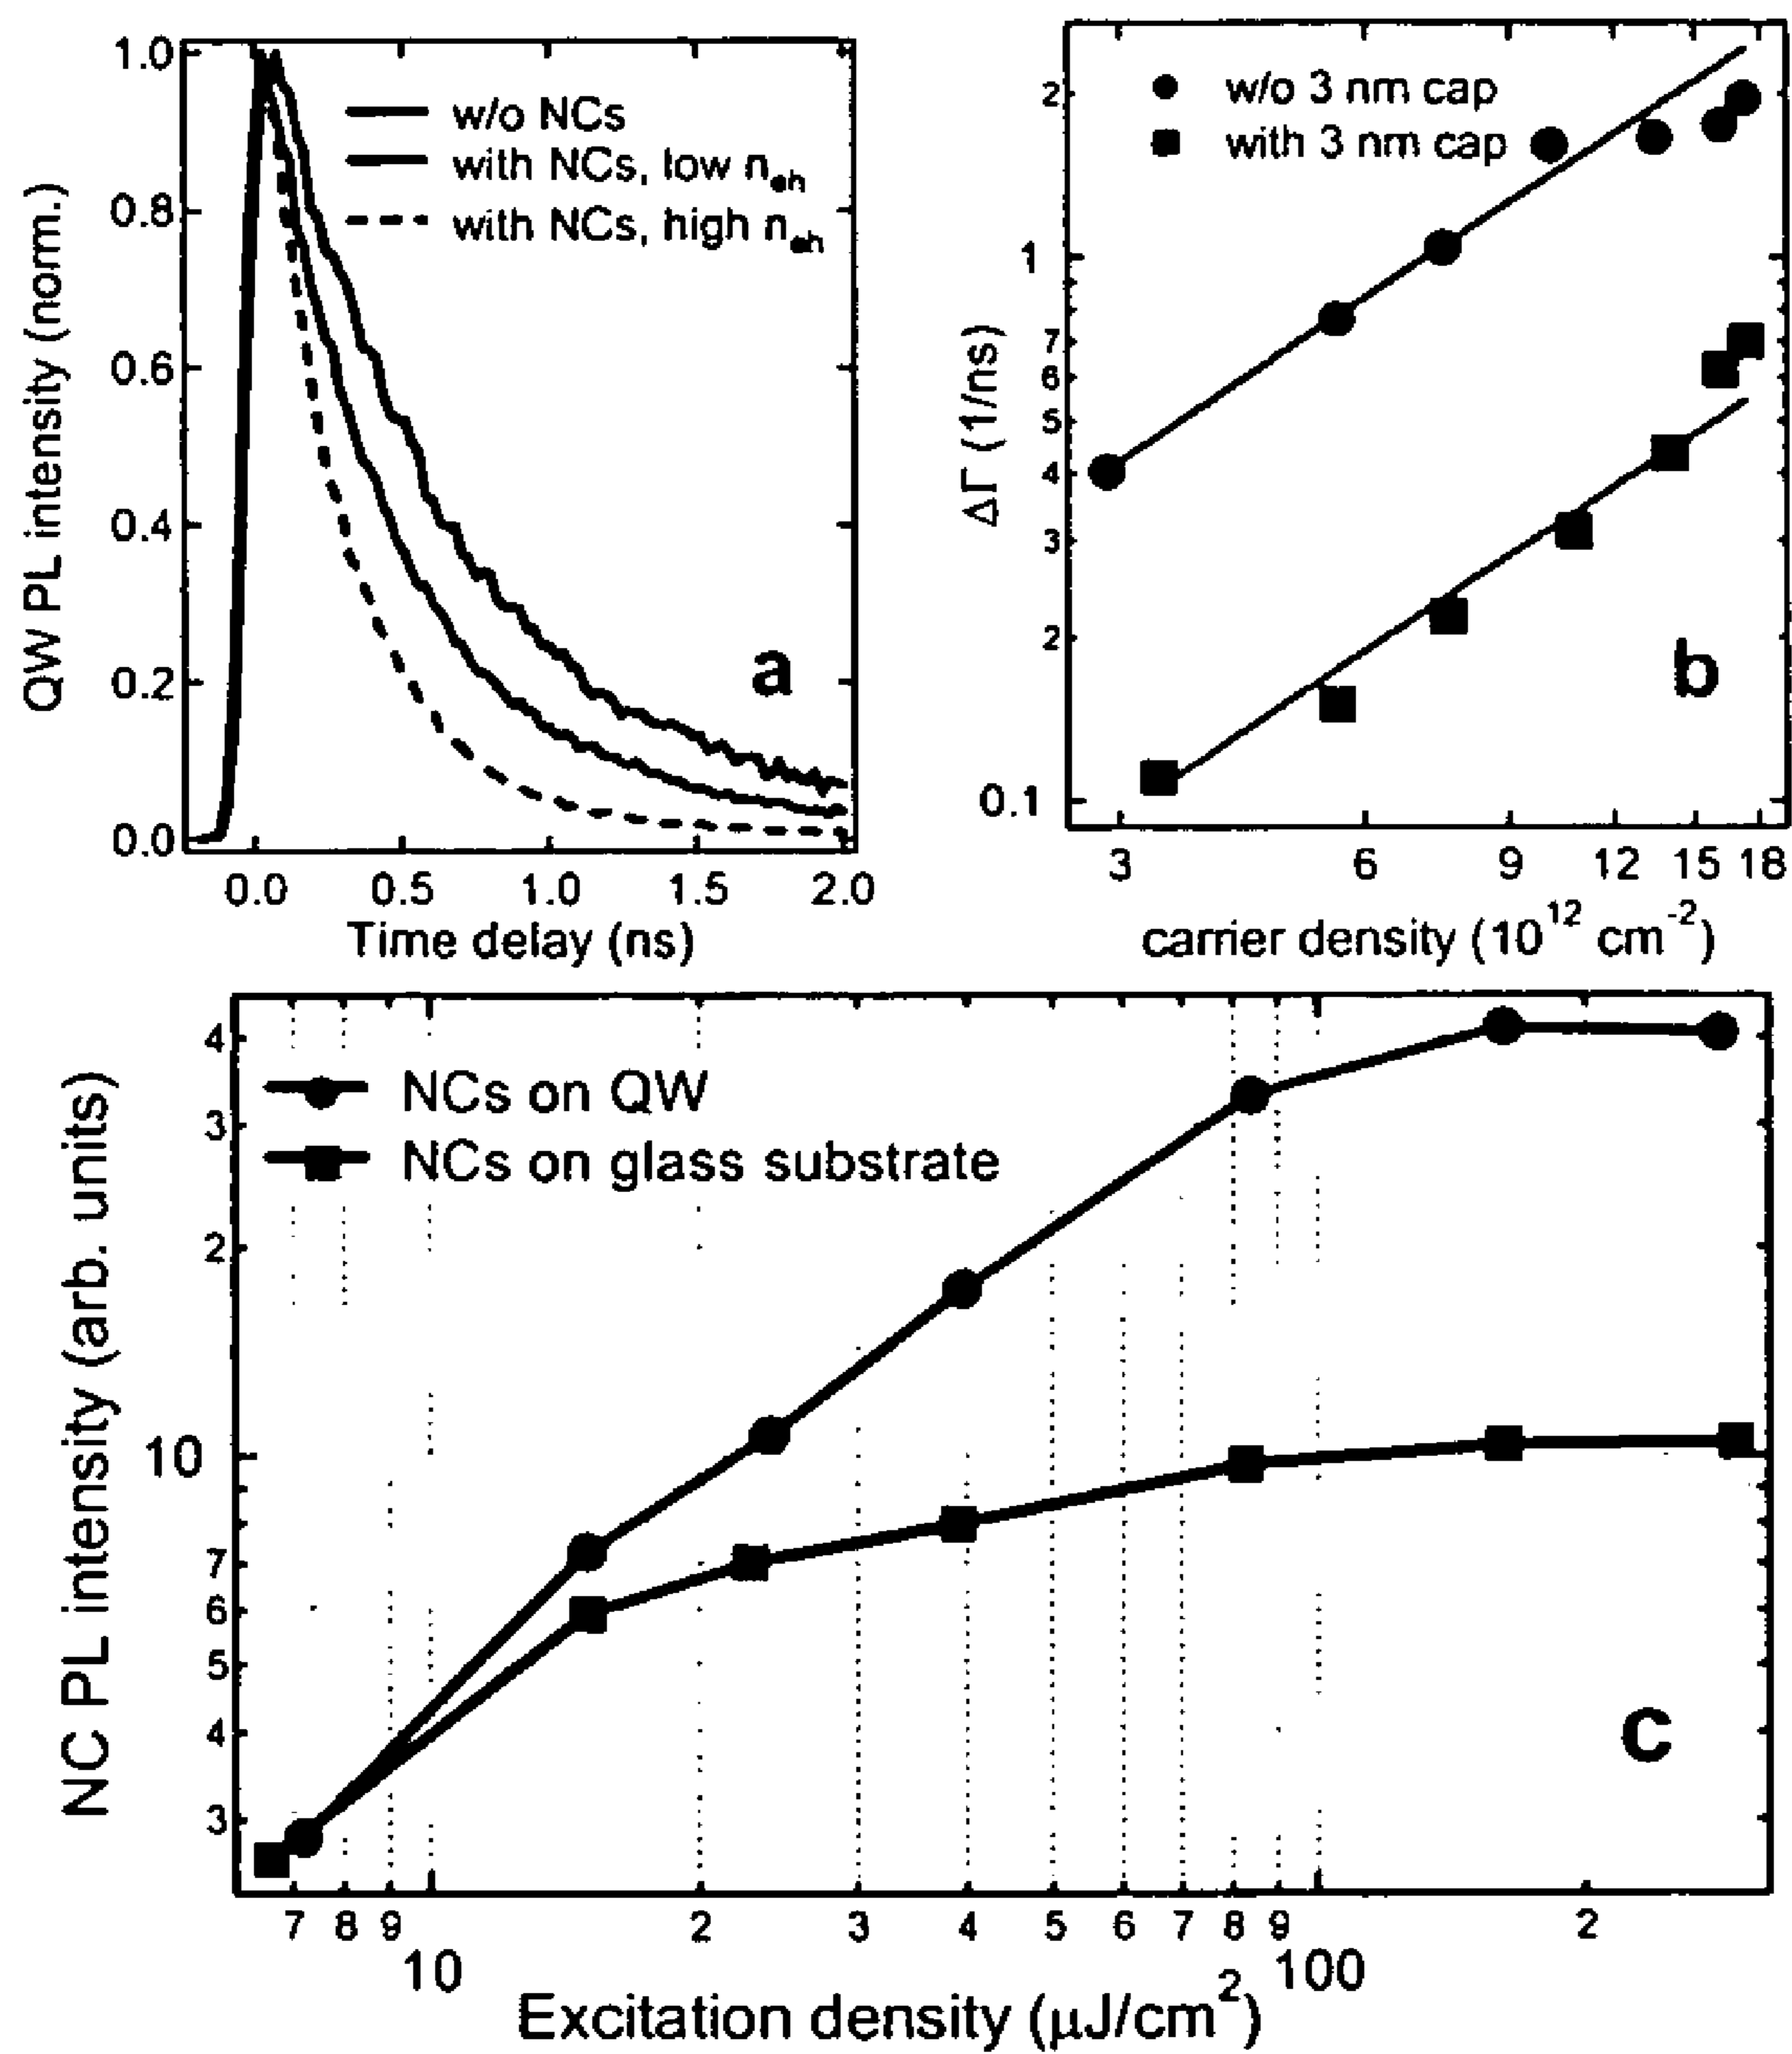 QW PL intensity (norm.)
1.0
0.8
0.6
0.4
0.2
0.0
w/o NCs
with NCs, low neh
with NCs, high neh
a
0.0 0.5 1.0 1.5 2.0
Time delay (ns)
ΔΓ (1/ns)
2
1
7
6
5
4
3
2
0.1
w/o 3 nm cap
with 3 nm cap
b
3 6 9 12 15 18
carrier density (10^12 cm^-2)
NC PL intensity (arb. units)
4
3
2
10
7
6
5
4
3
NCs on QW
NCs on glass substrate
c
7 8 9 2 3 4 5 6 7 8 9 2
10 100
Excitation density (μJ/cm^2)